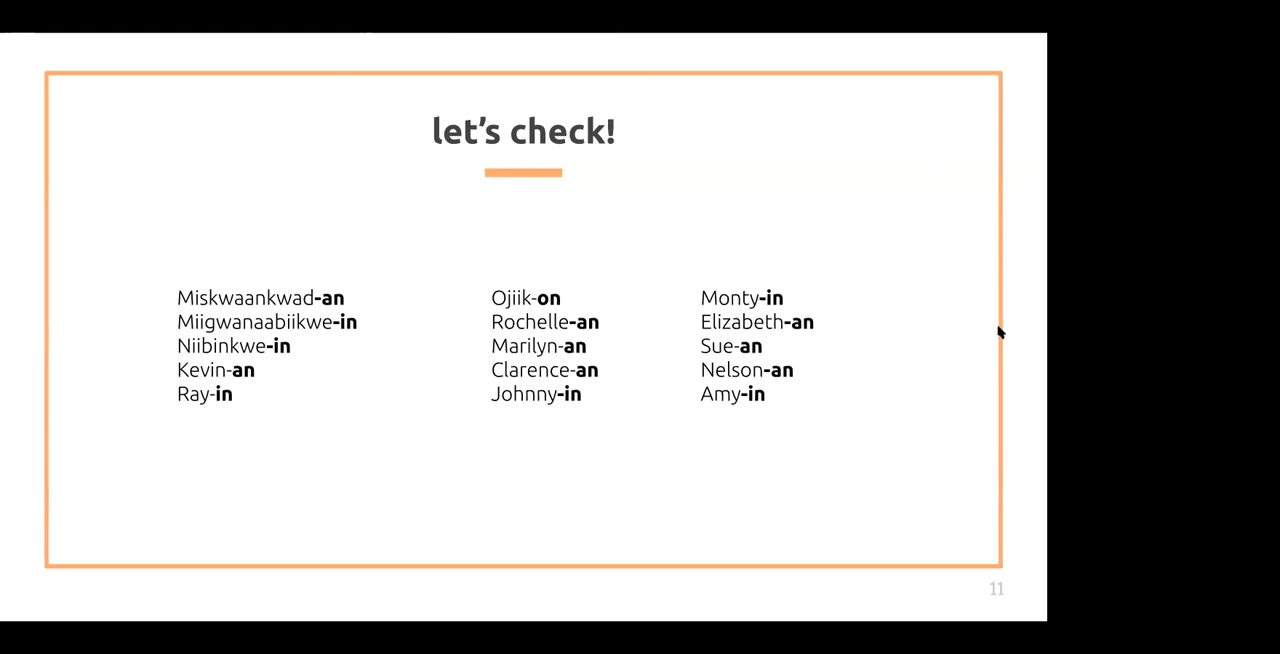 let's check!
Miskwaankwad-an
Miigwanaabiikwe-in
Niibinkwe-in
Kevin-an
Ray-in
Ojiik-on
Rochelle-an
Marilyn-an
Clarence-an
Johnny-in
Monty-in
Elizabeth-an
Sue-an
Nelson-an
Amy-in
11